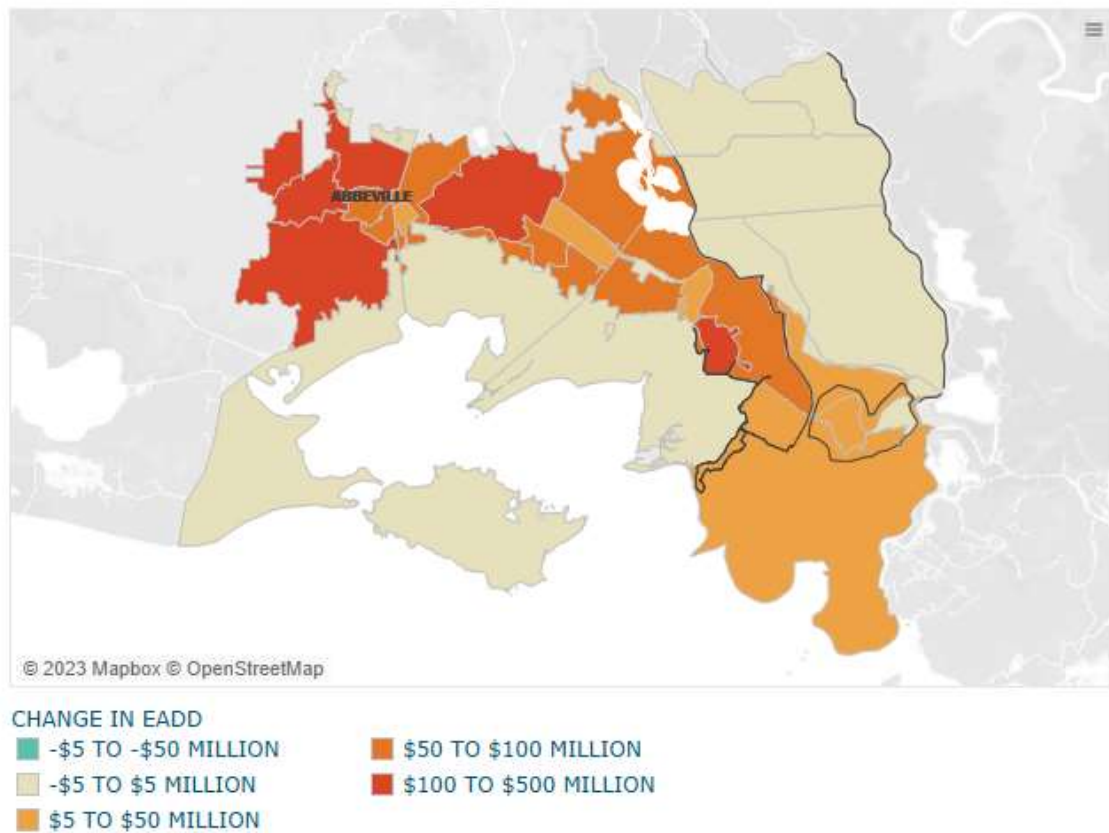 ABBEVILLE
© 2023 Mapbox © OpenStreetMap
CHANGE IN EADD
-$5 TO -$50 MILLION
-$5 TO $5 MILLION
$5 TO $50 MILLION
$50 TO $100 MILLION
$100 TO $500 MILLION